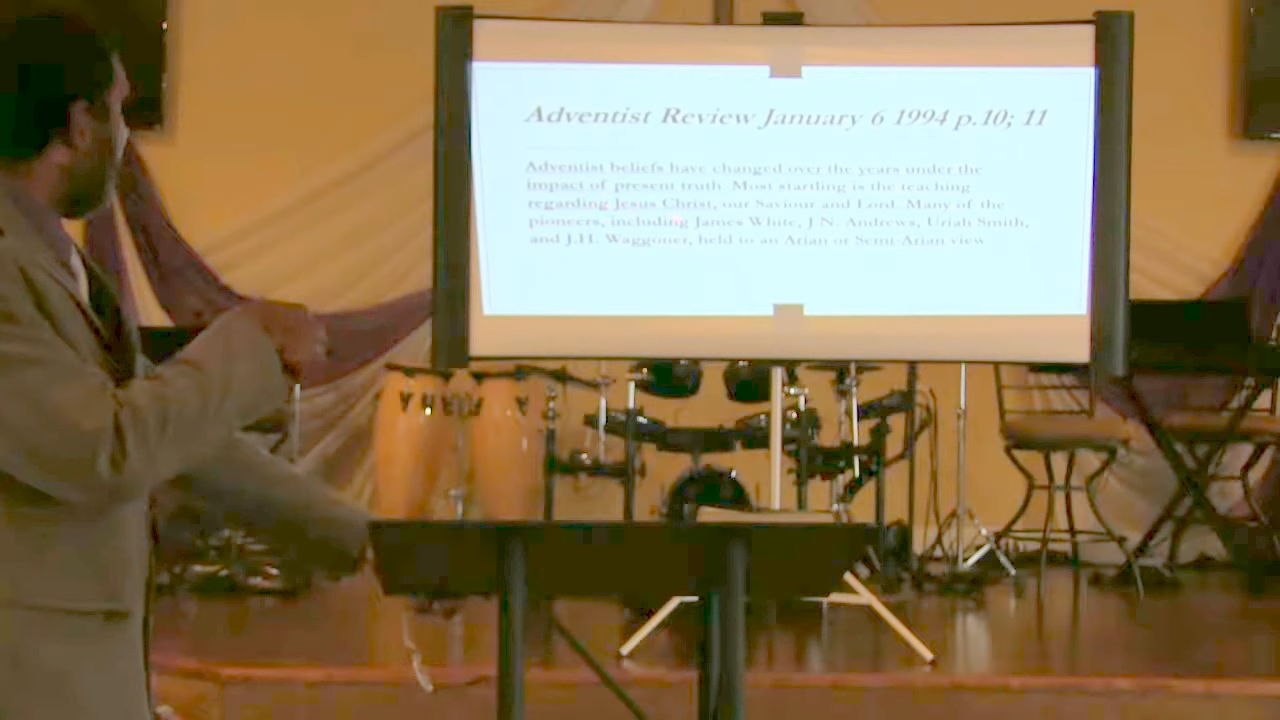 Adventist Review January 6 1994 p.10; 11
Adventist beliefs have changed over the years under the
impact of present truth. Most startling is the teaching
regarding Jesus Christ, our Saviour and Lord. Many of the
pioneers, including James White, J.N. Andrews, Uriah Smith,
and J.H. Waggoner, held to an Arian or Semi-Arian view